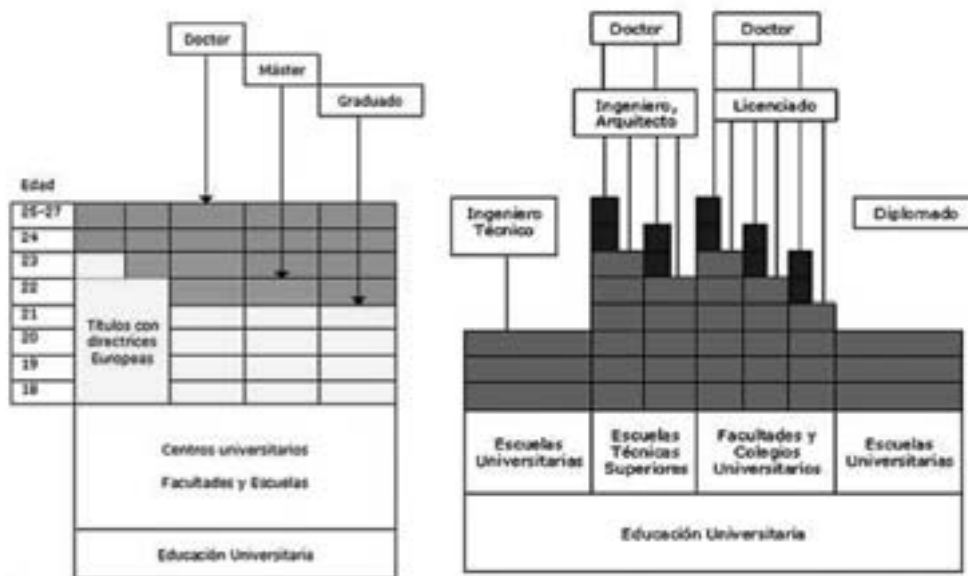 Doctor
Máster
Graduado
Edad
25-27
24
23
22
21
20
19
18
Títulos con
directrices
Europeas
Centros universitarios
Facultades y Escuelas
Educación Universitaria
Doctor
Doctor
Ingeniero,
Arquitecto
Licenciado
Ingeniero
Técnico
Diplomado
Escuelas
Universitarias
Escuelas
Técnicas
Superiores
Facultades y
Colegios
Universitarios
Escuelas
Universitarias
Educación Universitaria